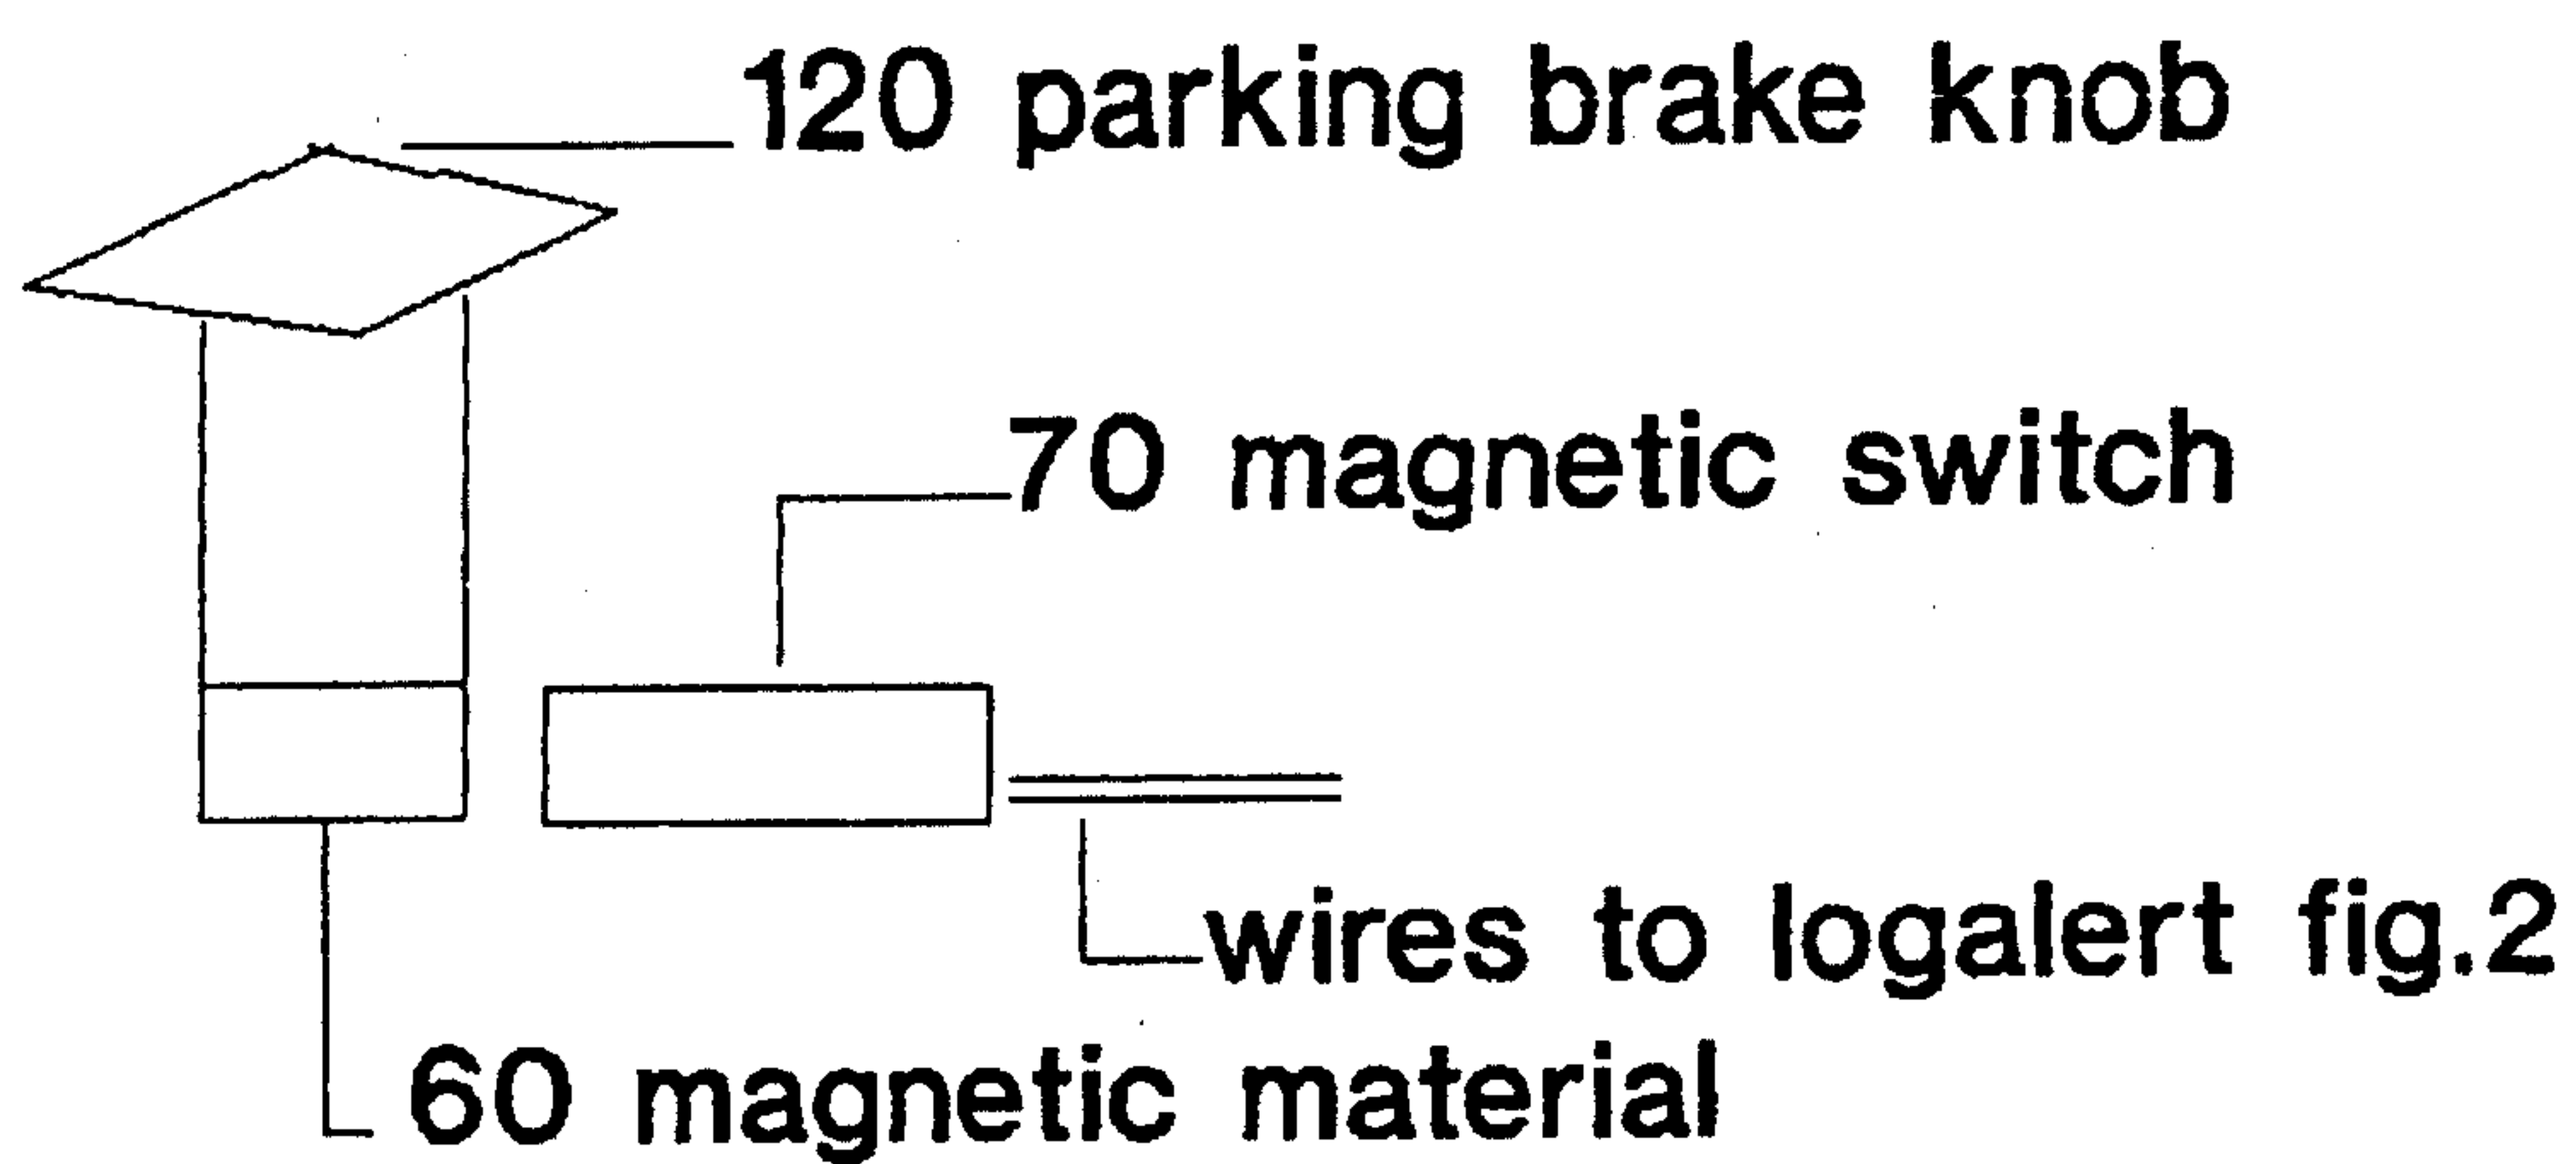 120 parking brake knob
70 magnetic switch
wires to logalert fig.2
60 magnetic material